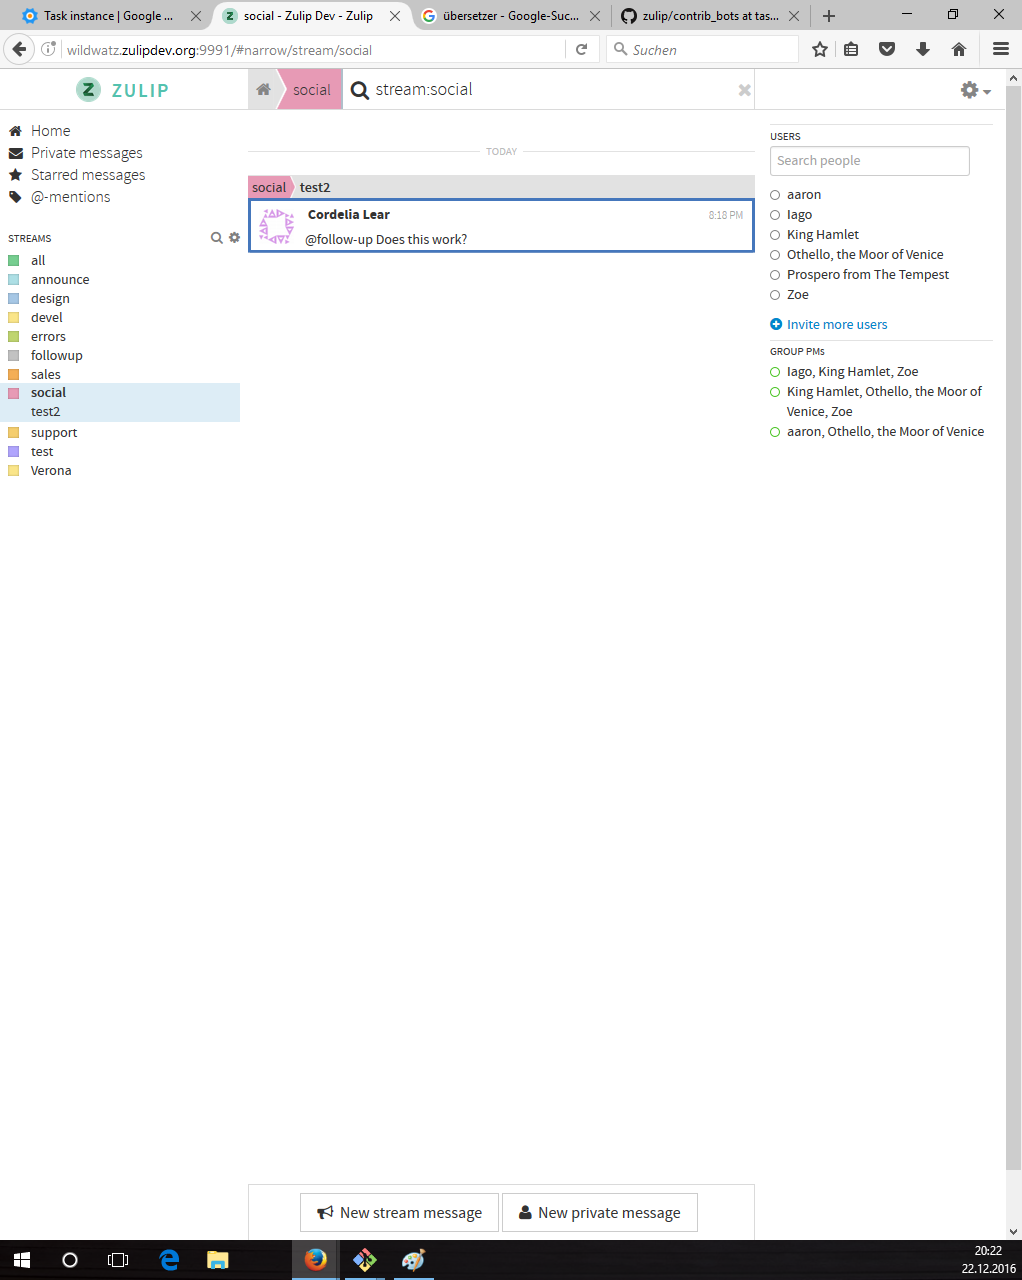 Task instance | Google ...
social - Zulip Dev - Zulip
übersetzer - Google-Suc...
zulip/contrib_bots at tas...
wildwatz.zulipdev.org:9991/#narrow/stream/social
Suchen
ZULIP
social
stream:social
Home
Private messages
Starred messages
@-mentions
STREAMS
all
announce
design
devel
errors
followup
sales
social
test2
support
test
Verona
TODAY
social test2
Cordelia Lear 8:18 PM
@follow-up Does this work?
USERS
Search people
aaron
Iago
King Hamlet
Othello, the Moor of Venice
Prospero from The Tempest
Zoe
Invite more users
GROUP PMs
Iago, King Hamlet, Zoe
King Hamlet, Othello, the Moor of
Venice, Zoe
aaron, Othello, the Moor of Venice
New stream message
New private message
20:22
22.12.2016